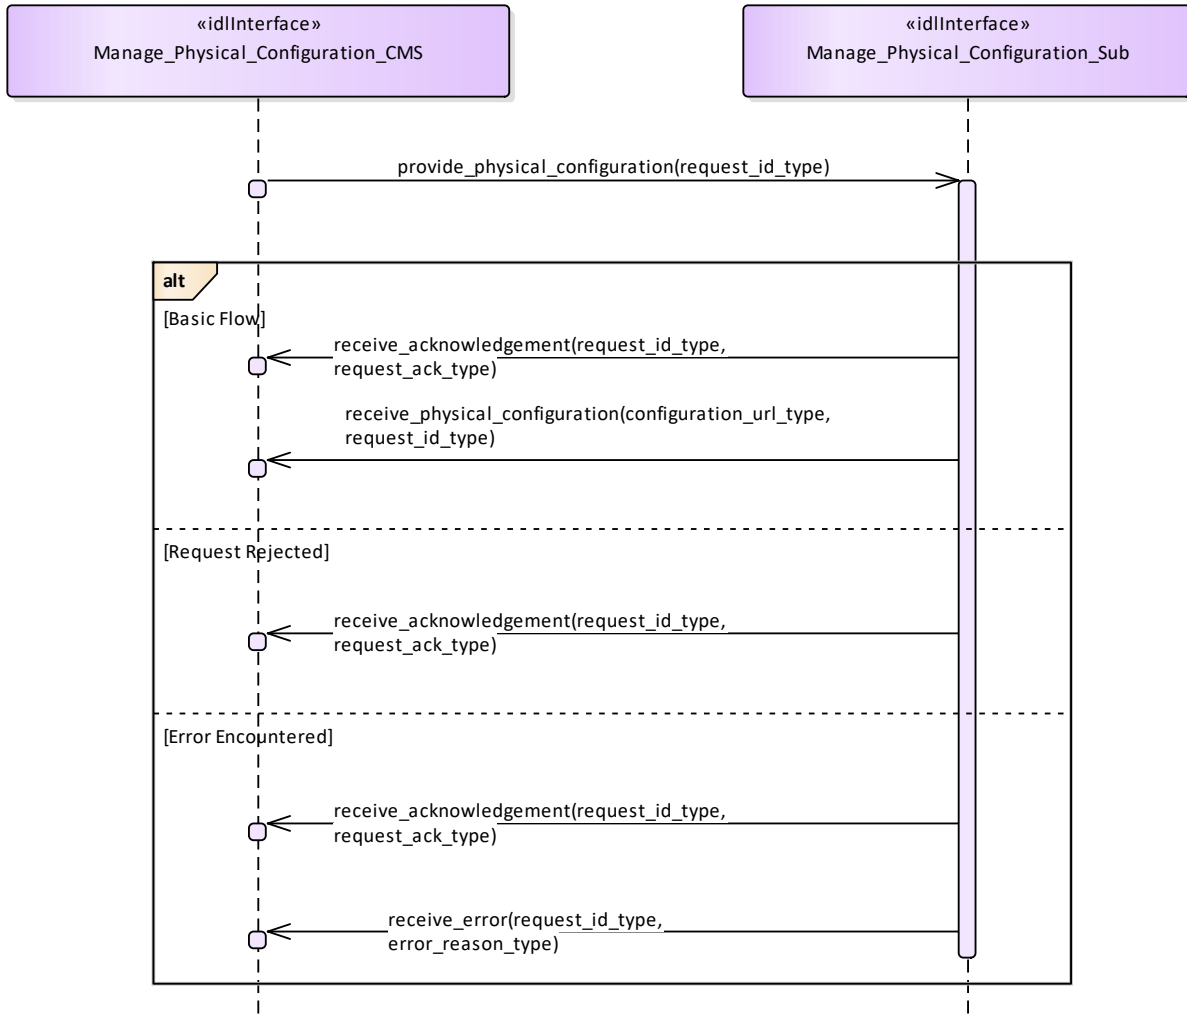 «idlInterface»
Manage_Physical_Configuration_CMS
«idlInterface»
Manage_Physical_Configuration_Sub
provide_physical_configuration(request_id_type)
alt
[Basic Flow]
receive_acknowledgement(request_id_type,
request_ack_type)
receive_physical_configuration(configuration_url_type,
request_id_type)
[Request Rejected]
receive_acknowledgement(request_id_type,
request_ack_type)
[Error Encountered]
receive_acknowledgement(request_id_type,
request_ack_type)
receive_error(request_id_type,
error_reason_type)